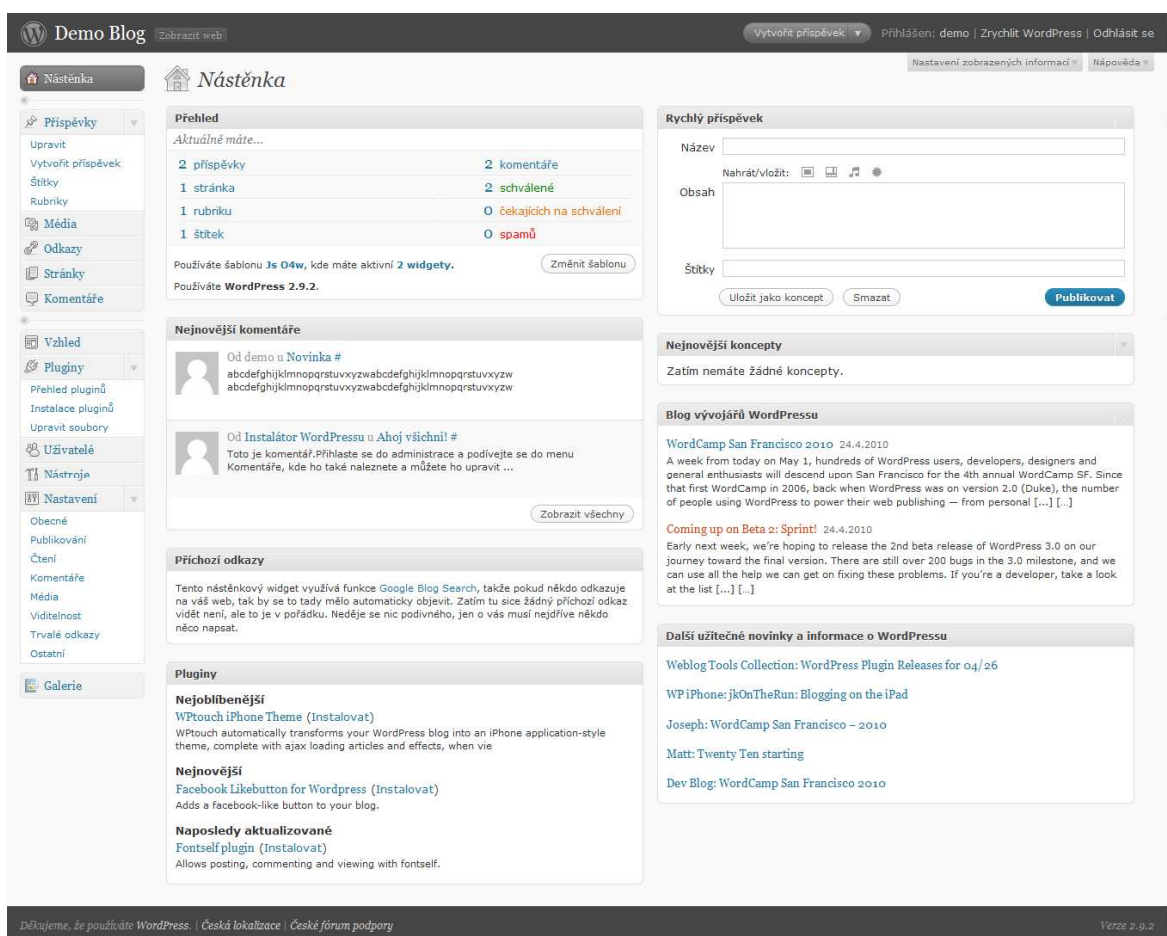 Demo Blog Zobrazit web
Vytvořit příspěvek Přihlášen: demo | Zrychlit WordPress | Odhlásit se
Nastavení zobrazených informací Nápověda
Nástěnka
Příspěvky
Upravit
Vytvořit příspěvek
Štítky
Rubriky
Média
Odkazy
Stránky
Komentáře
Vzhled
Pluginy
Přehled pluginů
Instalace pluginů
Upravit soubory
Uživatelé
Nástroje
Nastavení
Obecné
Publikování
Čtení
Komentáře
Média
Viditelnost
Trvalé odkazy
Ostatní
Galerie
Nástěnka
Přehled
Aktuálně máte...
2 příspěvky 2 komentáře
1 stránka 2 schválené
1 rubriku 0 čekajících na schválení
1 štítek 0 spamů
Používáte šablonu Js O4w, kde máte aktivní 2 widgety. Změnit šablonu
Používáte WordPress 2.9.2.
Nejnovější komentáře
Od demo u Novinka #
abcdefghijklmnopqrstuvxyzwabcdefghijklmnopqrstuvxyzw
abcdefghijklmnopqrstuvxyzwabcdefghijklmnopqrstuvxyzw
Od Instalátor WordPressu u Ahoj všichni! #
Toto je komentář.Přihlaste se do administrace a podívejte se do menu
Komentáře, kde ho také naleznete a můžete ho upravit ...
Zobrazit všechny
Příchozí odkazy
Tento nástěnkový widget využívá funkce Google Blog Search, takže pokud někdo odkazuje
na váš web, tak by se to tady mělo automaticky objevit. Zatím tu sice žádný příchozí odkaz
vidět není, ale to je v pořádku. Neděje se nic podivného, jen o vás musí nejdříve někdo
něco napsat.
Pluginy
Nejoblíbenější
WPtouch iPhone Theme (Instalovat)
WPtouch automatically transforms your WordPress blog into an iPhone application-style
theme, complete with ajax loading articles and effects, when vie
Nejnovější
Facebook Likebutton for Wordpress (Instalovat)
Adds a facebook-like button to your blog.
Naposledy aktualizované
Fontself plugin (Instalovat)
Allows posting, commenting and viewing with fontself.
Rychlý příspěvek
Název
Nahrát/vložit:
Obsah
Štítky
Uložit jako koncept Smazat Publikovat
Nejnovější koncepty
Zatím nemáte žádné koncepty.
Blog vývojářů WordPressu
WordCamp San Francisco 2010 24.4.2010
A week from today on May 1, hundreds of WordPress users, developers, designers and
general enthusiasts will descend upon San Francisco for the 4th annual WordCamp SF. Since
that first WordCamp in 2006, back when WordPress was on version 2.0 (Duke), the number
of people using WordPress to power their web publishing — from personal [...] […]
Coming up on Beta 2: Sprint! 24.4.2010
Early next week, we're hoping to release the 2nd beta release of WordPress 3.0 on our
journey toward the final version. There are still over 200 bugs in the 3.0 milestone, and we
can use all the help we can get on fixing these problems. If you're a developer, take a look
at the list [...] […]
Další užitečné novinky a informace o WordPressu
Weblog Tools Collection: WordPress Plugin Releases for 04/26
WP iPhone: jkOnTheRun: Blogging on the iPad
Joseph: WordCamp San Francisco – 2010
Matt: Twenty Ten starting
Dev Blog: WordCamp San Francisco 2010
Děkujeme, že používáte WordPress. | Česká lokalizace | České fórum podpory
Verze 2.9.2